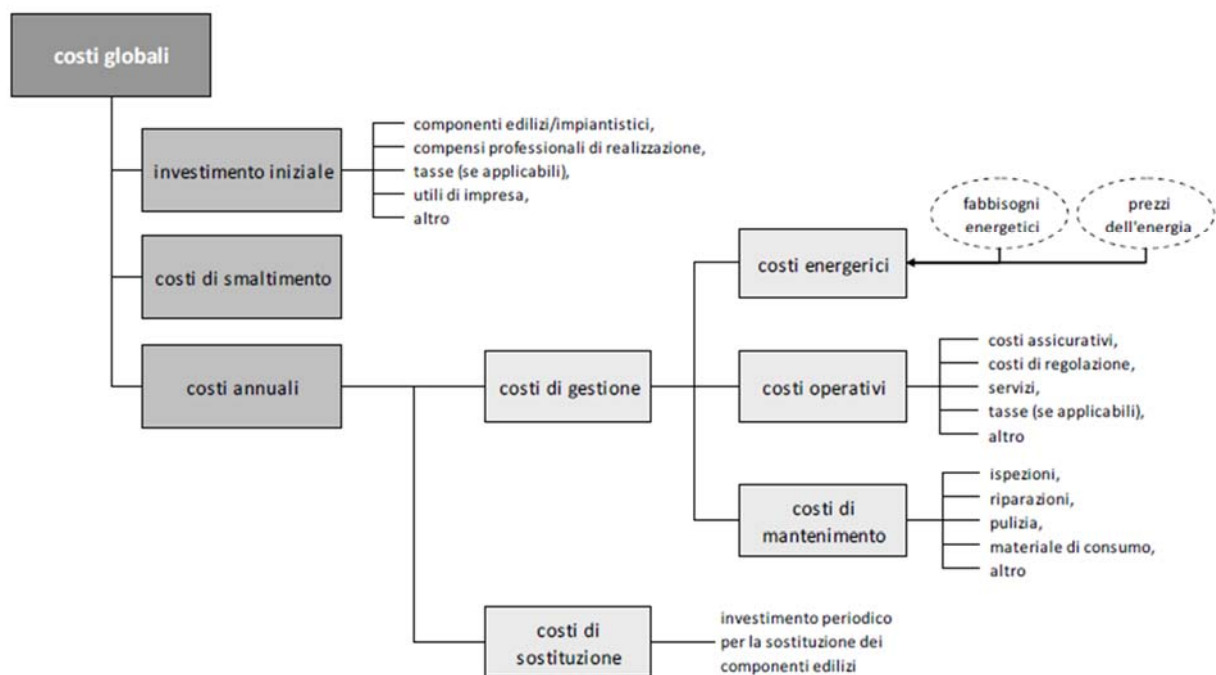 costi globali
investimento iniziale
componenti edilizi/impiantistici,
compensi professionali di realizzazione,
tasse (se applicabili),
utili di impresa,
altro
costi di smaltimento
costi annuali
costi di gestione
costi energerici
fabbisogni
energetici
prezzi
dell'energia
costi operativi
costi assicurativi,
costi di regolazione,
servizi,
tasse (se applicabili),
altro
costi di
mantenimento
ispezioni,
riparazioni,
pulizia,
materiale di consumo,
altro
costi di
sostituzione
investimento periodico
per la sostituzione dei
componenti edilizi